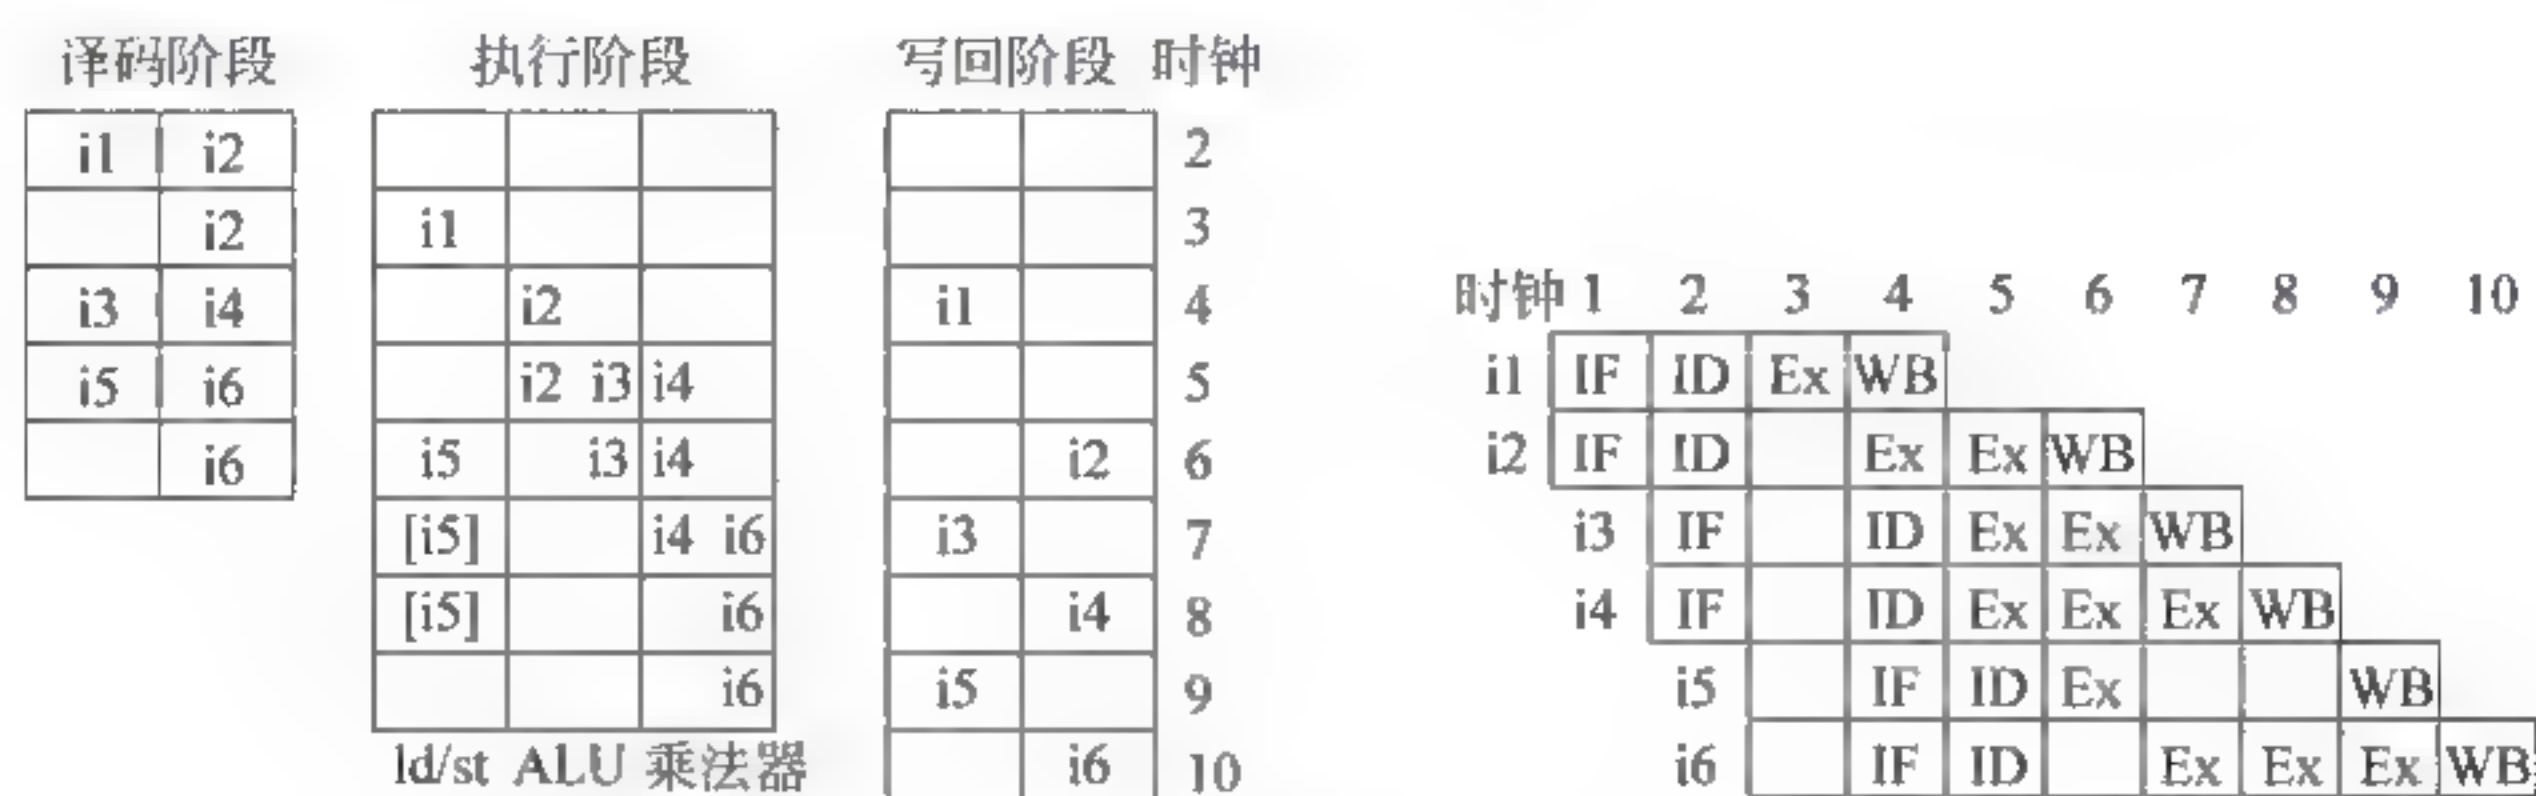 译码阶段 执行阶段 写回阶段 时钟
i1 i2 2
i2 i1 3
i3 i4 i2 i1 4
i5 i6 i2 i3 i4 5
i6 i5 i3 i4 i2 6
[i5] i4 i6 i3 7
[i5] i6 i4 8
i6 i5 9
ld/st ALU 乘法器 i6 10
时钟 1 2 3 4 5 6 7 8 9 10
i1 IF ID Ex WB
i2 IF ID Ex Ex WB
i3 IF ID Ex Ex WB
i4 IF ID Ex Ex Ex WB
i5 IF ID Ex WB
i6 IF ID Ex Ex Ex WB